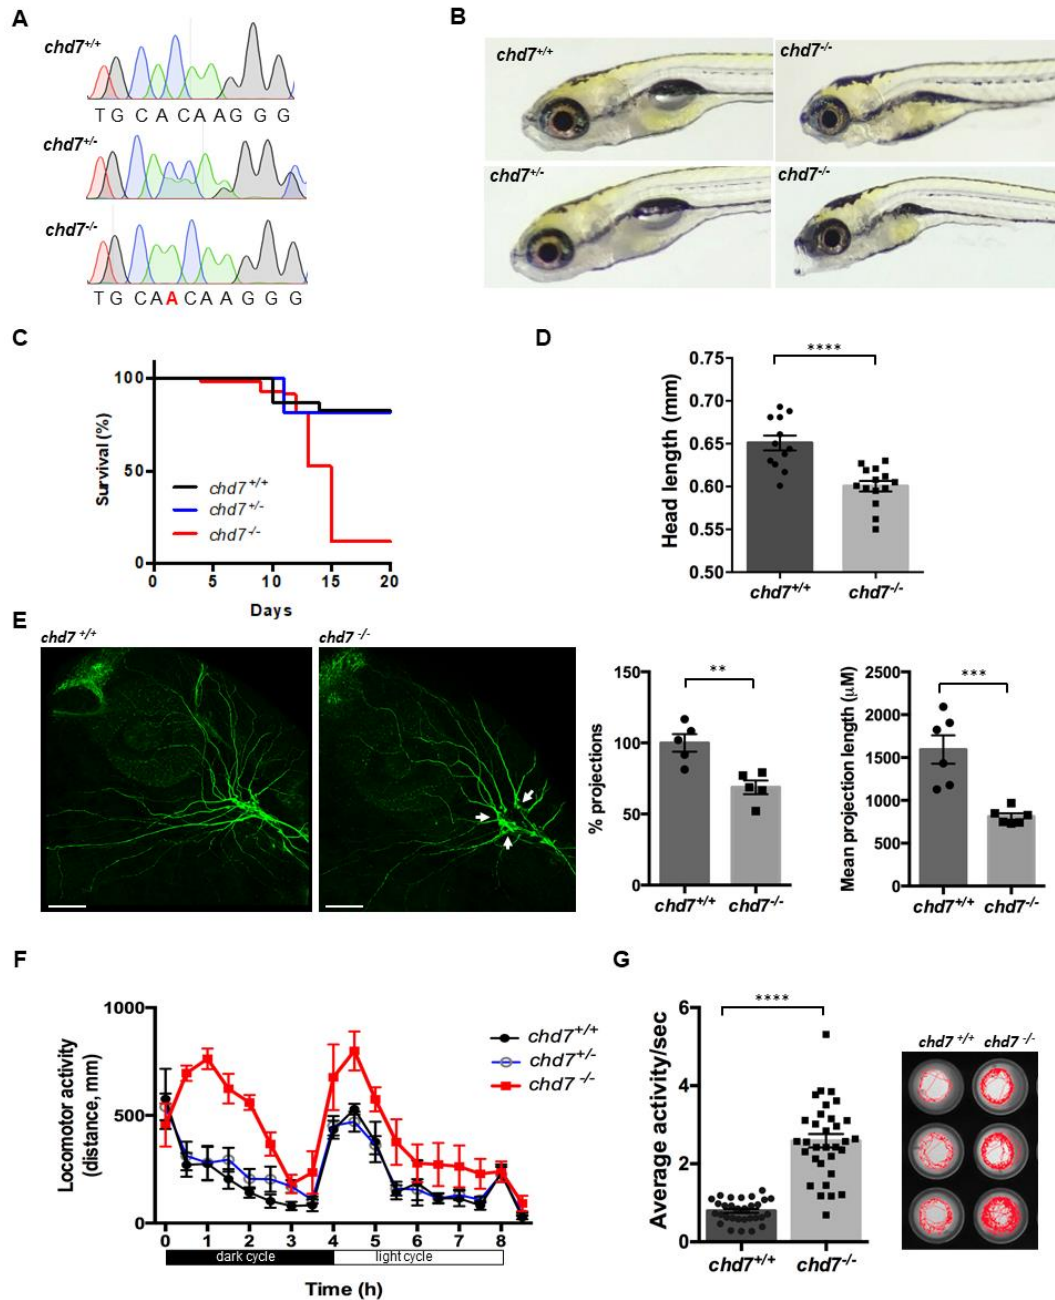 A
chd7+/+
T G C A C A A G G G
chd7+/-
chd7-/-
T G C A A C A A G G G
B
chd7+/+
chd7-/-
chd7+/-
chd7-/-
C
Survival (%)
100
50
0
chd7+/+
chd7+/-
chd7-/-
0 5 10 15 20
Days
D
Head length (mm)
0.75
0.70
0.65
0.60
0.55
0.50
****
chd7+/+ chd7-/-
E
chd7 +/+
chd7 -/-
% projections
150
100
50
0
**
chd7+/+ chd7-/-
Mean projection length (μM)
2500
2000
1500
1000
500
0
***
chd7+/+ chd7-/-
F
Locomotor activity
(distance, mm)
1000
500
0
chd7+/+
chd7+/-
chd7 -/-
0 1 2 3 4 5 6 7 8
dark cycle light cycle
Time (h)
G
Average activity/sec
6
4
2
0
****
chd7+/+ chd7-/-
chd7 +/+ chd7 -/-